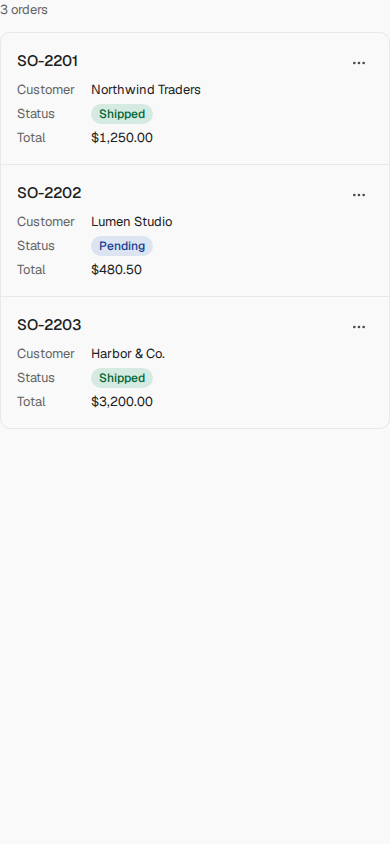 3 orders
SO-2201 ...
Customer Northwind Traders
Status Shipped
Total $1,250.00
SO-2202 ...
Customer Lumen Studio
Status Pending
Total $480.50
SO-2203 ...
Customer Harbor & Co.
Status Shipped
Total $3,200.00